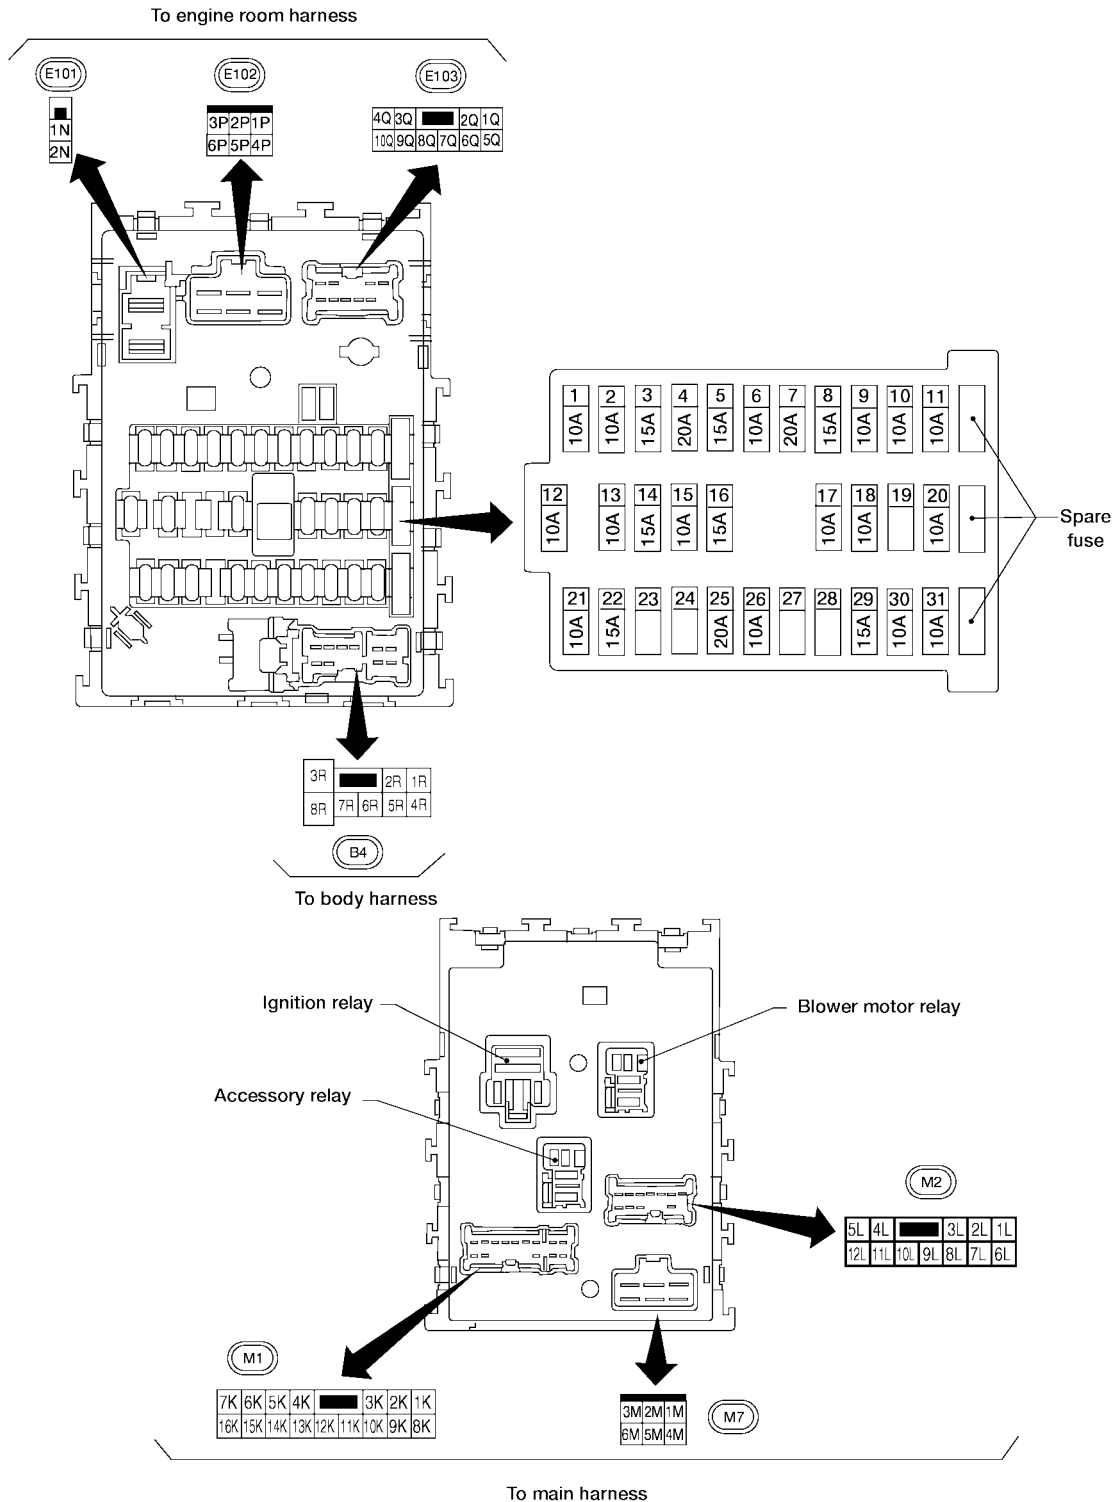 To engine room harness
E101
E102
E103
1N
2N
3P 2P 1P
6P 5P 4P
4Q 3Q 2Q 1Q
10Q 9Q 8Q 7Q 6Q 5Q
1 2 3 4 5 6 7 8 9 10 11
10A 10A 15A 20A 15A 10A 20A 15A 10A 10A 10A
12 13 14 15 16 17 18 19 20
10A 10A 15A 10A 15A 10A 10A 10A
Spare
fuse
21 22 23 24 25 26 27 28 29 30 31
10A 15A 20A 10A 15A 10A 10A
3R 2R 1R
8R 7R 6R 5R 4R
B4
To body harness
Ignition relay
Blower motor relay
Accessory relay
M2
5L 4L 3L 2L 1L
12L 11L 10L 9L 8L 7L 6L
M1
7K 6K 5K 4K 3K 2K 1K
16K 15K 14K 13K 12K 11K 10K 9K 8K
3M 2M 1M
6M 5M 4M
M7
To main harness